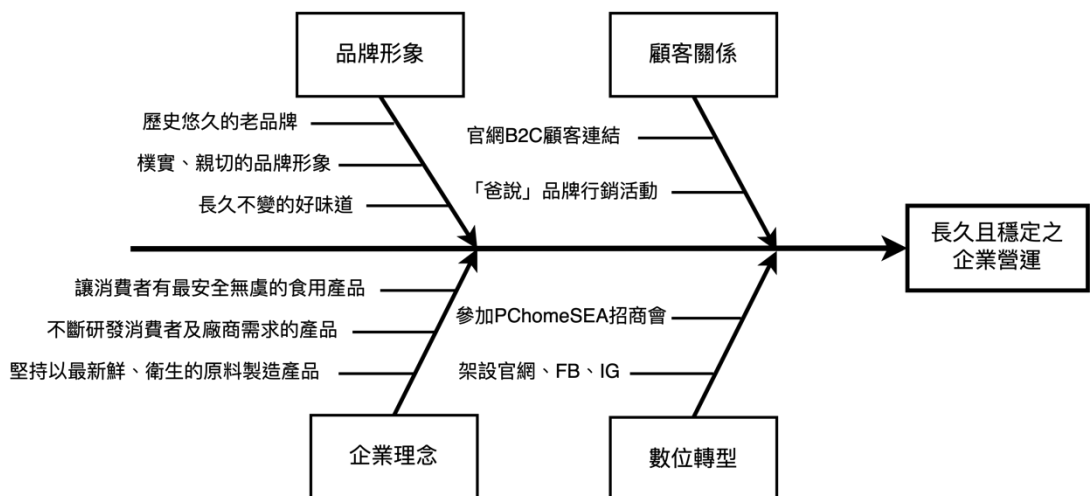 品牌形象
顧客關係
歷史悠久的老品牌
樸實、親切的品牌形象
長久不變的好味道
官網B2C顧客連結
「爸說」品牌行銷活動
長久且穩定之
企業營運
讓消費者有最安全無虞的食用產品
不斷研發消費者及廠商需求的產品
堅持以最新鮮、衛生的原料製造產品
參加PChomeSEA招商會
架設官網、FB、IG
企業理念
數位轉型